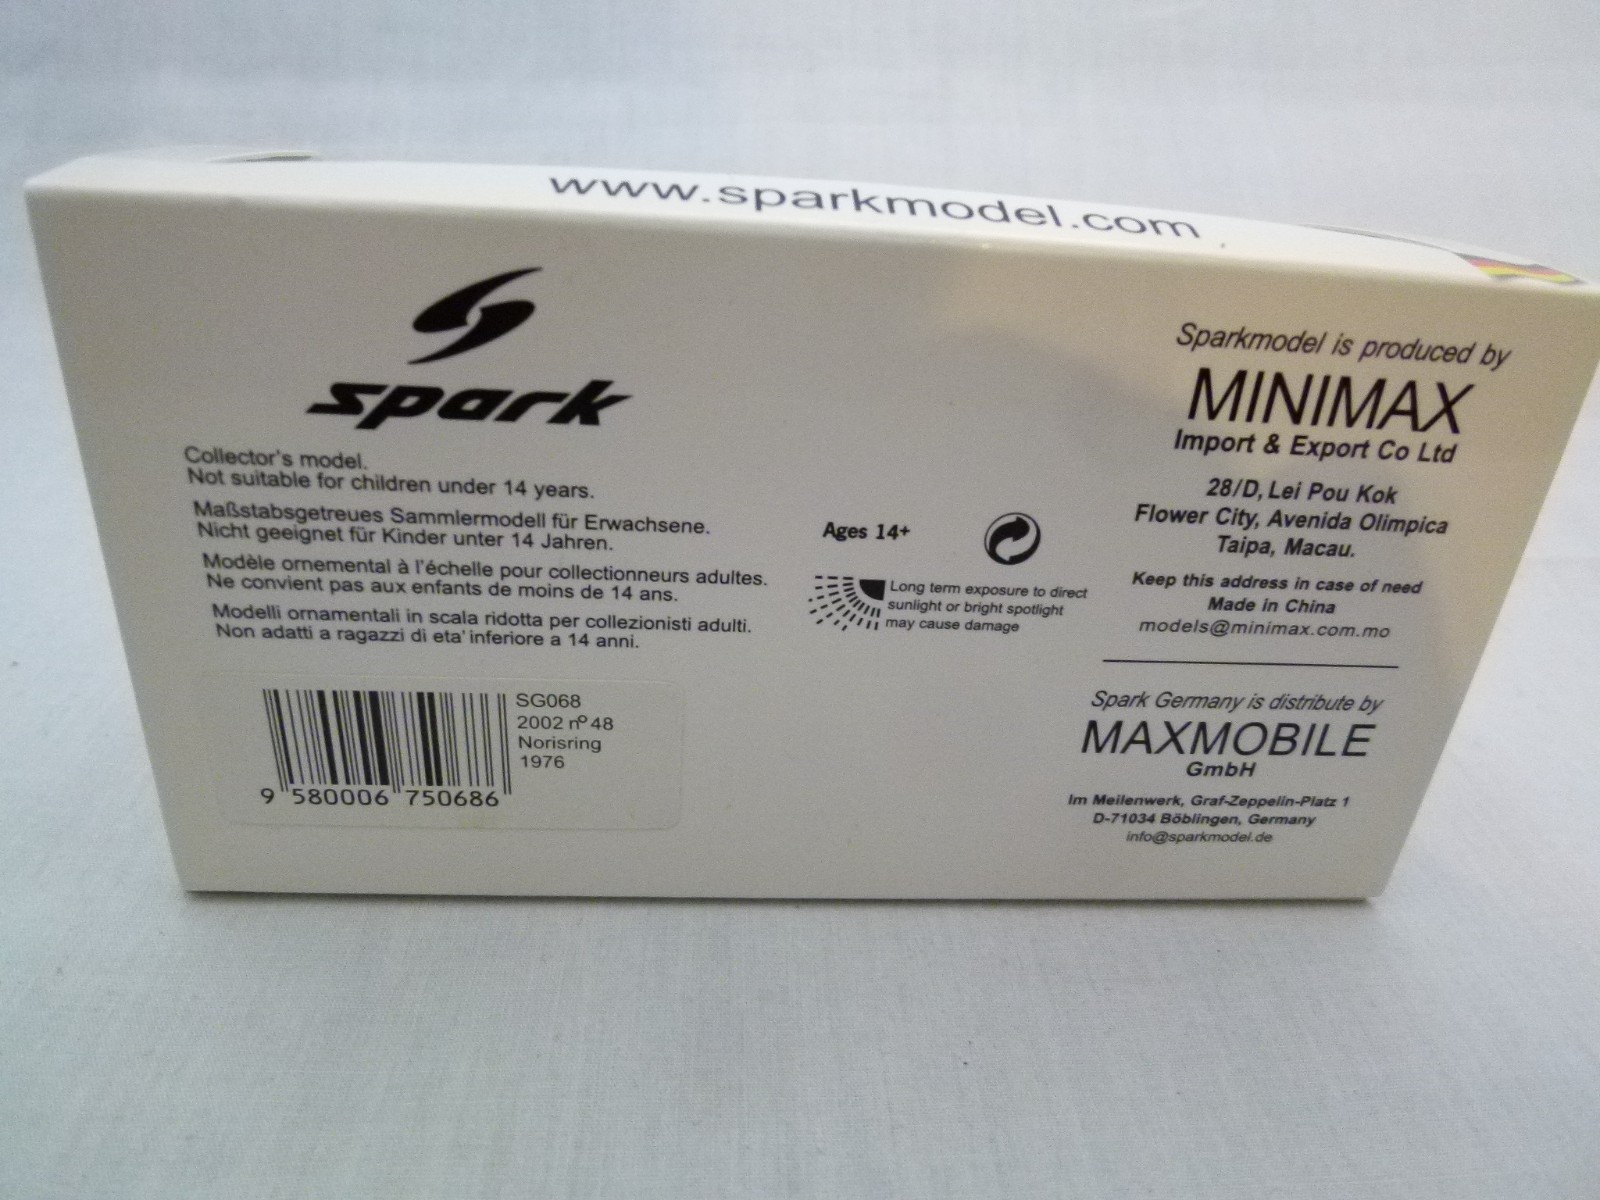 www.sparkmodel.com
spark
Collector's model.
Not suitable for children under 14 years.
Maßstabsgetreues Sammlermodell für Erwachsene.
Nicht geeignet für Kinder unter 14 Jahren.
Modèle ornemental à l'échelle pour collectionneurs adultes.
Ne convient pas aux enfants de moins de 14 ans.
Modelli ornamentali in scala ridotta per collezionisti adulti.
Non adatti a ragazzi di eta' inferiore a 14 anni.
SG068
2002 nº 48
Norisring
1976
9 580006 750686
Ages 14+
Long term exposure to direct
sunlight or bright spotlight
may cause damage
Sparkmodel is produced by
MINIMAX
Import & Export Co Ltd
28/D, Lei Pou Kok
Flower City, Avenida Olimpica
Taipa, Macau.
Keep this address in case of need
Made in China
models@minimax.com.mo
Spark Germany is distribute by
MAXMOBILE
GmbH
Im Meilenwerk, Graf-Zeppelin-Platz 1
D-71034 Böblingen, Germany
info@sparkmodel.de